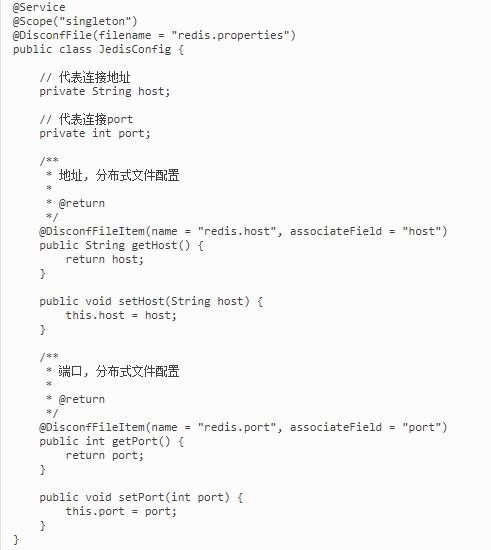 @Service
@Scope("singleton")
@DisconfFile(filename = "redis.properties")
public class JedisConfig {

    // 代表连接地址
    private String host;

    // 代表连接port
    private int port;

    /**
     * 地址, 分布式文件配置
     *
     * @return
     */
    @DisconfFileItem(name = "redis.host", associateField = "host")
    public String getHost() {
        return host;
    }

    public void setHost(String host) {
        this.host = host;
    }

    /**
     * 端口, 分布式文件配置
     *
     * @return
     */
    @DisconfFileItem(name = "redis.port", associateField = "port")
    public int getPort() {
        return port;
    }

    public void setPort(int port) {
        this.port = port;
    }
}